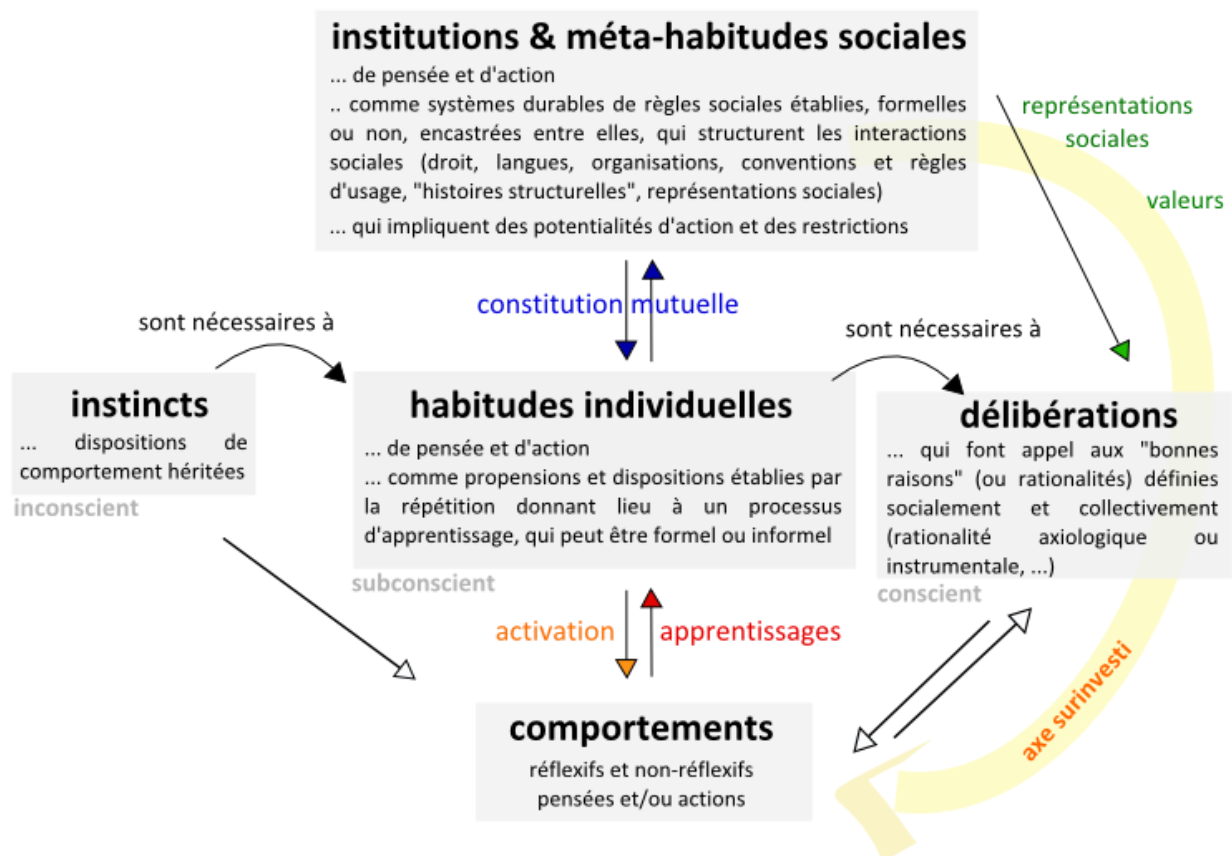 institutions & méta-habitudes sociales
... de pensée et d'action
.. comme systèmes durables de règles sociales établies, formelles
ou non, encastrées entre elles, qui structurent les interactions
sociales (droit, langues, organisations, conventions et règles
d'usage, "histoires structurelles", représentations sociales)
... qui impliquent des potentialités d'action et des restrictions
représentations
sociales
valeurs
constitution mutuelle
sont nécessaires à
sont nécessaires à
instincts
... dispositions de
comportement héritées
inconscient
habitudes individuelles
... de pensée et d'action
... comme propensions et dispositions établies par
la répétition donnant lieu à un processus
d'apprentissage, qui peut être formel ou informel
subconscient
délibérations
... qui font appel aux "bonnes
raisons" (ou rationalités) définies
socialement et collectivement
(rationalité axiologique ou
instrumentale, ...)
conscient
activation
apprentissages
axe surinvesti
comportements
réflexifs et non-réflexifs
pensées et/ou actions